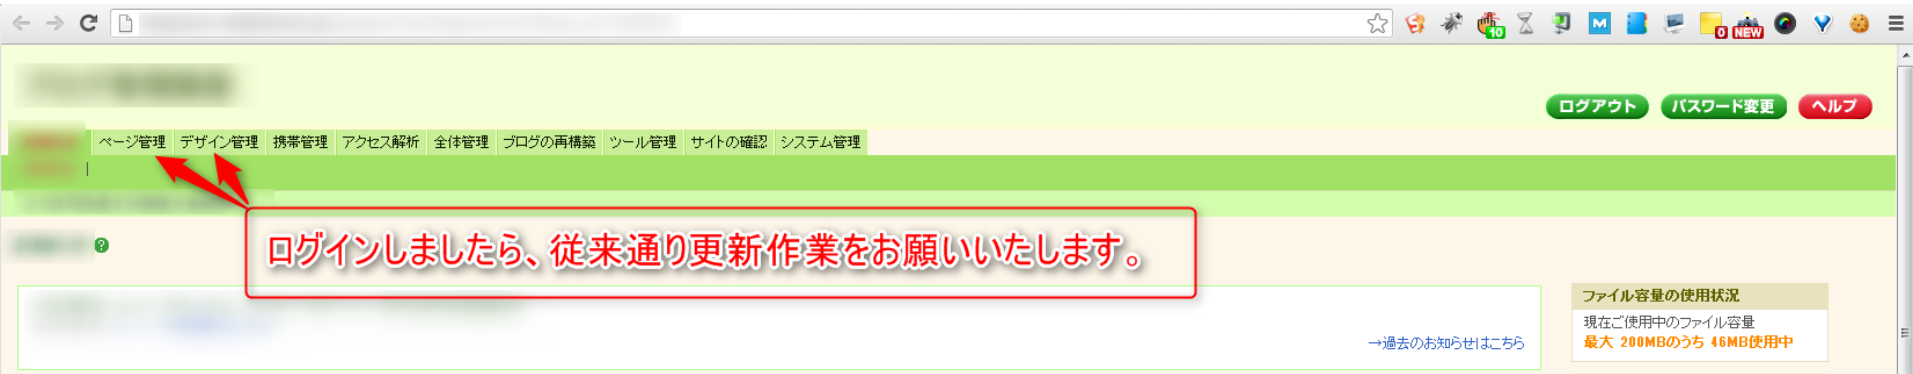 10
M
0
NEW
ログアウト パスワード変更 ヘルプ
ページ管理 デザイン管理 携帯管理 アクセス解析 全体管理 ブログの再構築 ツール管理 サイトの確認 システム管理
|
?
ログインしましたら、従来通り更新作業をお願いいたします。
→過去のお知らせはこちら
ファイル容量の使用状況
現在ご使用中のファイル容量
最大 200MBのうち 46MB使用中